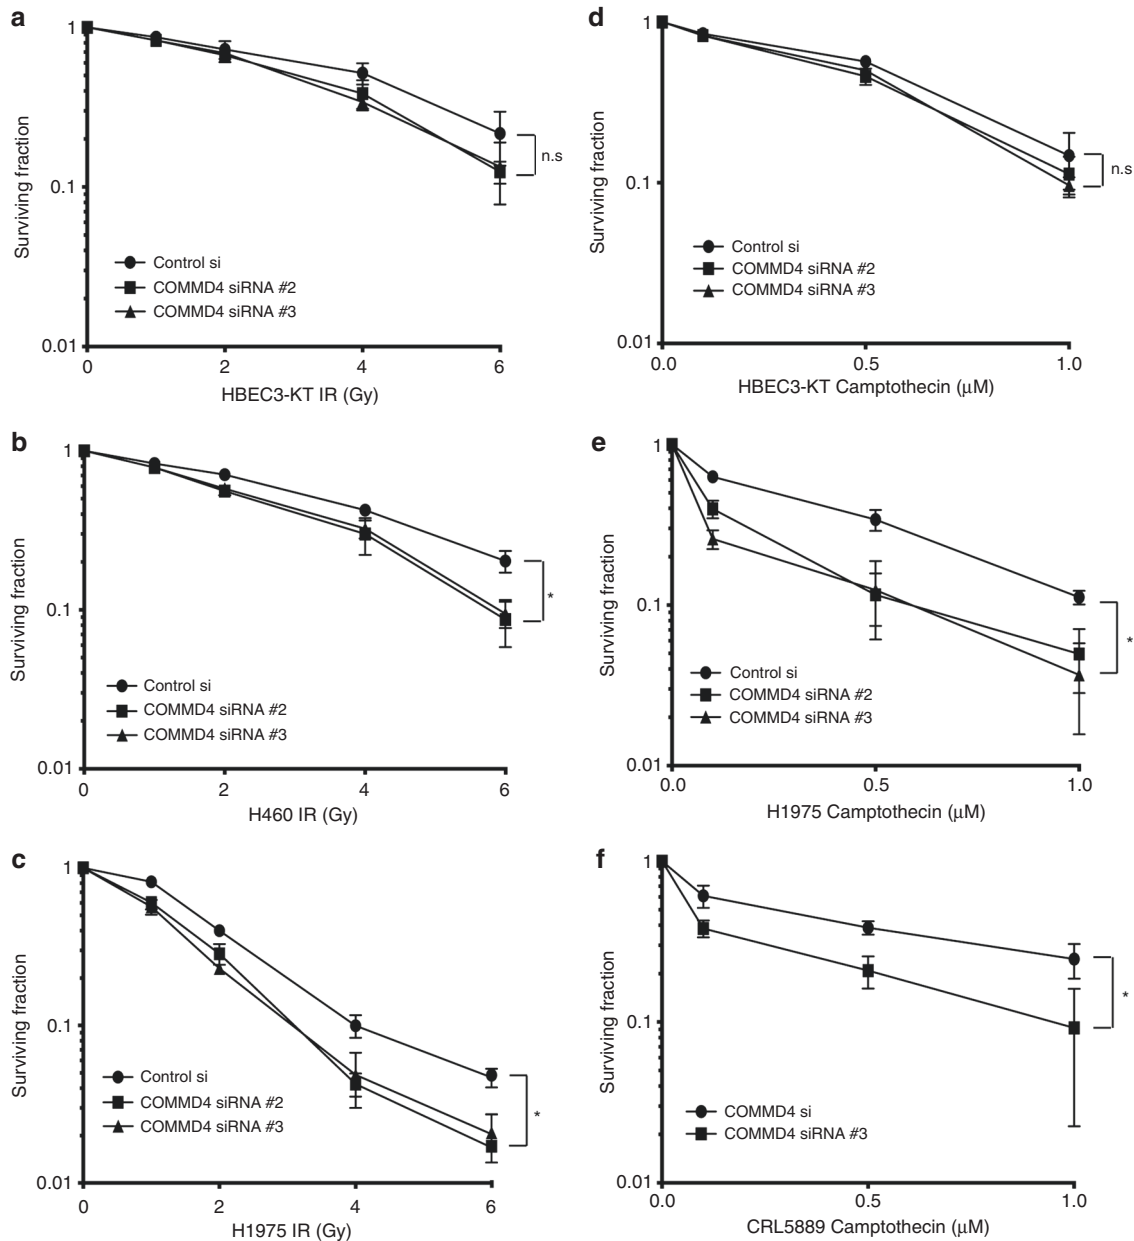 a
1
0.1
0.01
Surviving fraction
Control si
COMMD4 siRNA #2
COMMD4 siRNA #3
n.s
0 2 4 6
HBEC3-KT IR (Gy)
b
1
0.1
0.01
Surviving fraction
Control si
COMMD4 siRNA #2
COMMD4 siRNA #3
*
0 2 4 6
H460 IR (Gy)
c
1
0.1
0.01
Surviving fraction
Control si
COMMD4 siRNA #2
COMMD4 siRNA #3
*
0 2 4 6
H1975 IR (Gy)
d
1
0.1
0.01
Surviving fraction
Control si
COMMD4 siRNA #2
COMMD4 siRNA #3
n.s
0.0 0.5 1.0
HBEC3-KT Camptothecin (μM)
e
1
0.1
0.01
Surviving fraction
Control si
COMMD4 siRNA #2
COMMD4 siRNA #3
*
0.0 0.5 1.0
H1975 Camptothecin (μM)
f
1
0.1
0.01
Surviving fraction
COMMD4 si
COMMD4 siRNA #3
*
0.0 0.5 1.0
CRL5889 Camptothecin (μM)